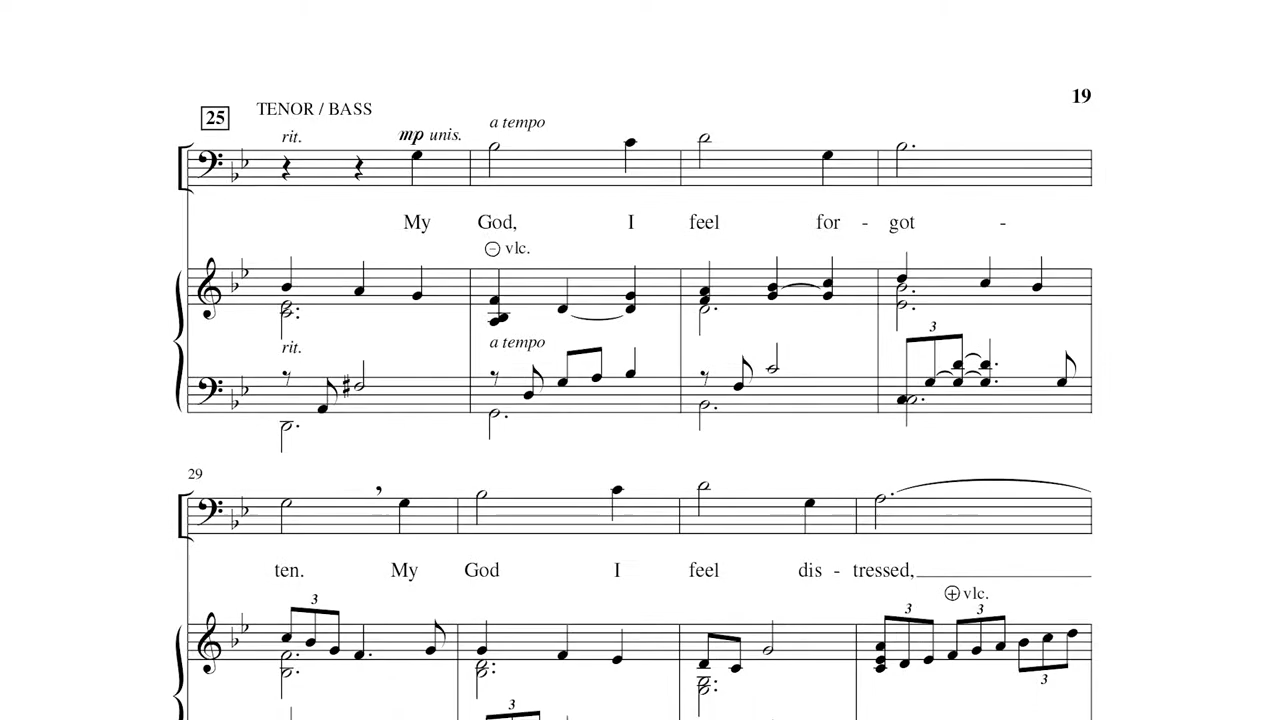 19
25 TENOR / BASS
rit. mp unis. a tempo
My God, I feel for - got -
− vlc.
rit. a tempo
3
29
ten. My God I feel dis - tressed,
+ vlc.
3 3 3
3
3